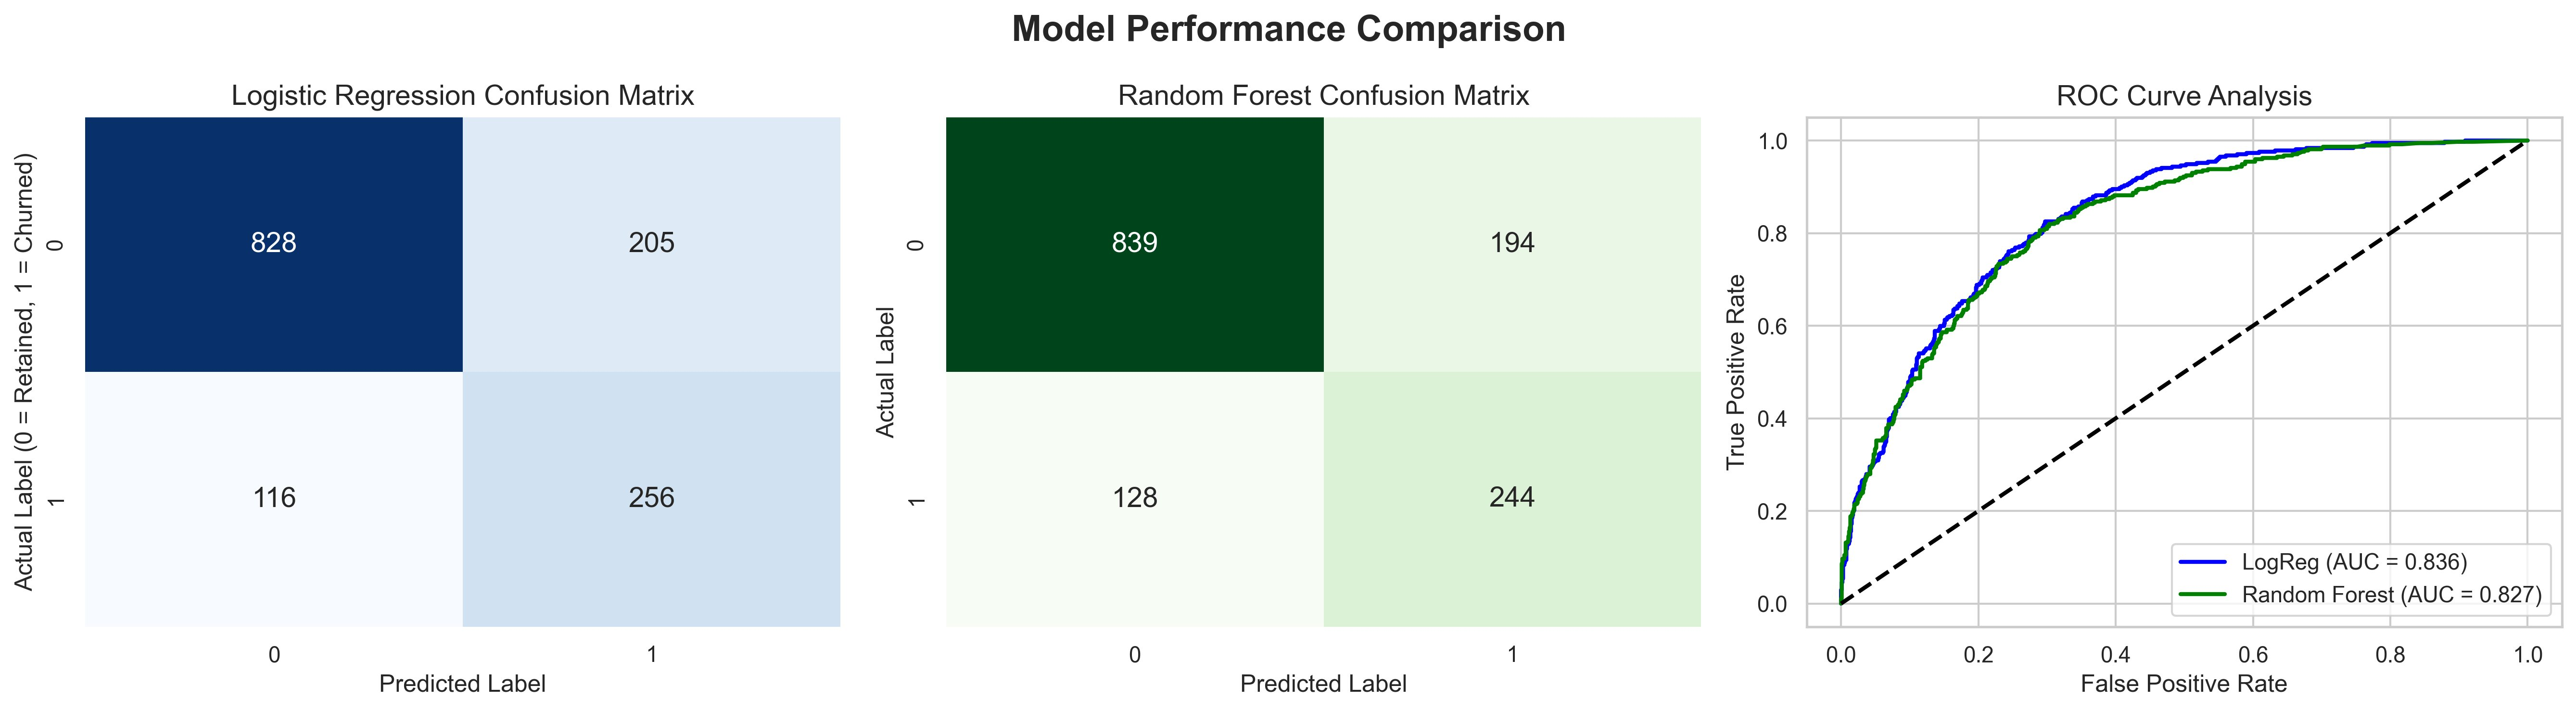 Model Performance Comparison
Logistic Regression Confusion Matrix
Actual Label (0 = Retained, 1 = Churned)
0
828
205
1
116
256
0
1
Predicted Label
Random Forest Confusion Matrix
Actual Label
0
839
194
1
128
244
0
1
Predicted Label
ROC Curve Analysis
True Positive Rate
1.0
0.8
0.6
0.4
0.2
0.0
LogReg (AUC = 0.836)
Random Forest (AUC = 0.827)
0.0
0.2
0.4
0.6
0.8
1.0
False Positive Rate